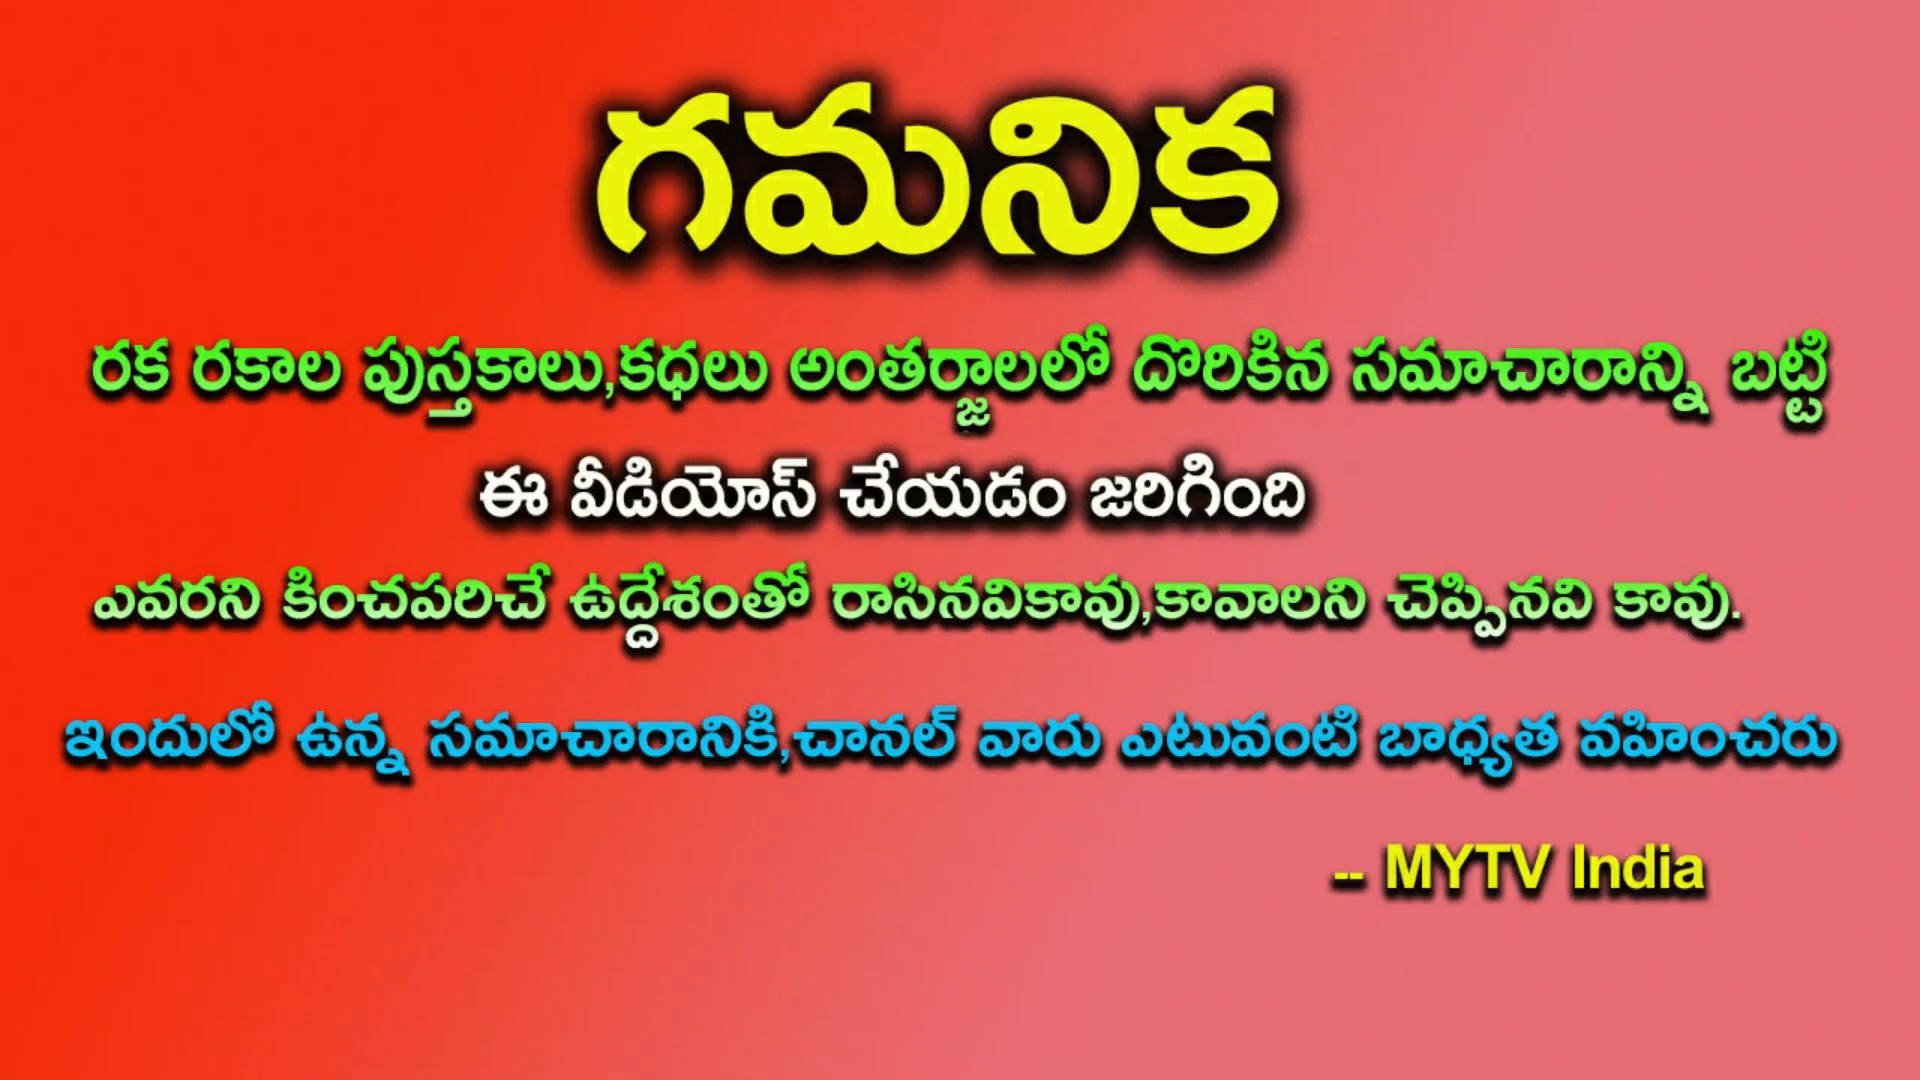 గమనిక
రక రకాల పుస్తకాలు,కధలు అంతర్జాలలో దొరికిన సమాచారాన్ని బట్టి
ఈ వీడియోస్ చేయడం జరిగింది
ఎవరని కించపరిచే ఉద్దేశంతో రాసినవికావు,కావాలని చెప్పినవి కావు.
ఇందులో ఉన్న సమాచారానికి,చానల్ వారు ఎటువంటి బాధ్యత వహించరు
-- MYTV India